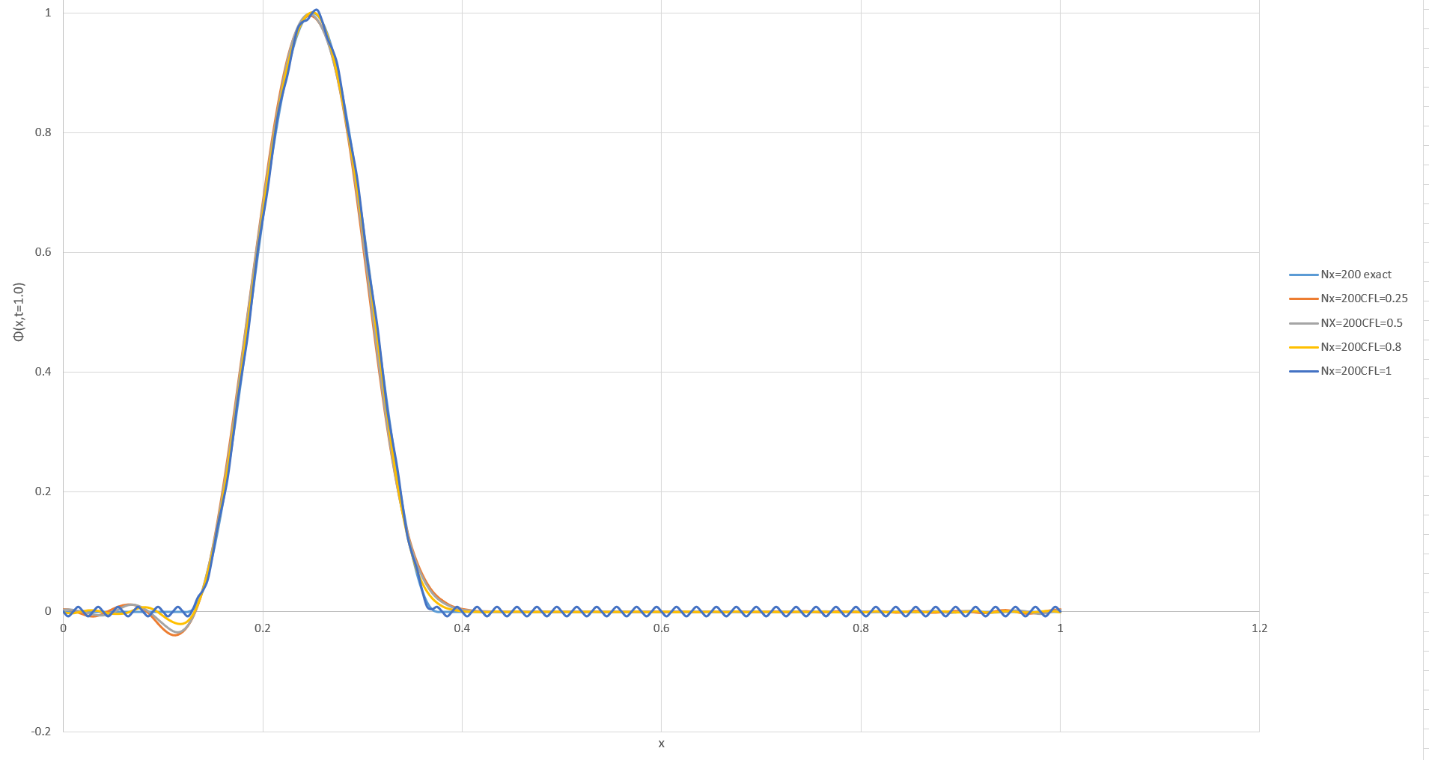 1
0.8
0.6
0.4
0.2
0
-0.2
Φ(x,t=1.0)
0 0.2 0.4 0.6 0.8 1 1.2
x
Nx=200 exact
Nx=200CFL=0.25
NX=200CFL=0.5
Nx=200CFL=0.8
Nx=200CFL=1